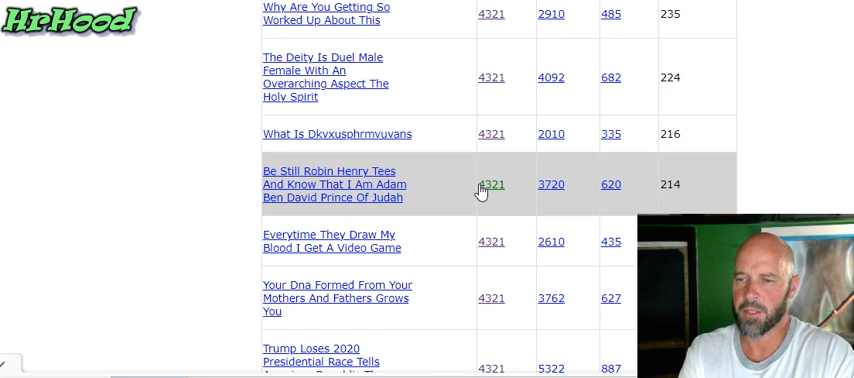 HrHood
Why Are You Getting So 4321 2910 485 235
Worked Up About This
The Deity Is Duel Male
Female With An 4321 4092 682 224
Overarching Aspect The
Holy Spirit
What Is Dkvxusphrmvuvans 4321 2010 335 216
Be Still Robin Henry Tees
And Know That I Am Adam 4321 3720 620 214
Ben David Prince Of Judah
Everytime They Draw My 4321 2610 435
Blood I Get A Video Game
Your Dna Formed From Your
Mothers And Fathers Grows 4321 3762 627
You
Trump Loses 2020
Presidential Race Tells 4321 5322 887